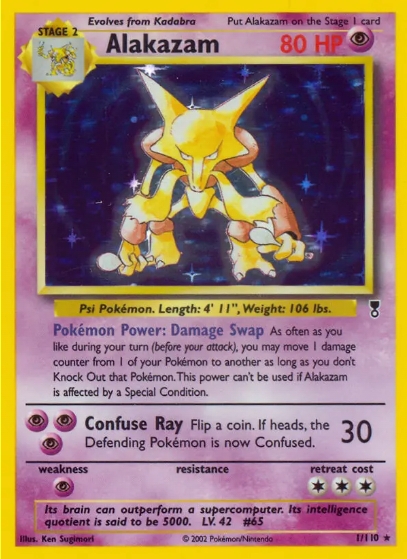 Evolves from Kadabra Put Alakazam on the Stage 1 card
STAGE 2
Alakazam 80 HP
Psi Pokémon. Length: 4' 11", Weight: 106 lbs.
Pokémon Power: Damage Swap As often as you
like during your turn (before your attack), you may move 1 damage
counter from 1 of your Pokémon to another as long as you don't
Knock Out that Pokémon. This power can't be used if Alakazam
is affected by a Special Condition.
Confuse Ray Flip a coin. If heads, the
Defending Pokémon is now Confused.
30
weakness resistance retreat cost
Its brain can outperform a supercomputer. Its intelligence
quotient is said to be 5000. LV. 42 #65
Illus. Ken Sugimori © 2002 Pokémon/Nintendo 1/110 ★